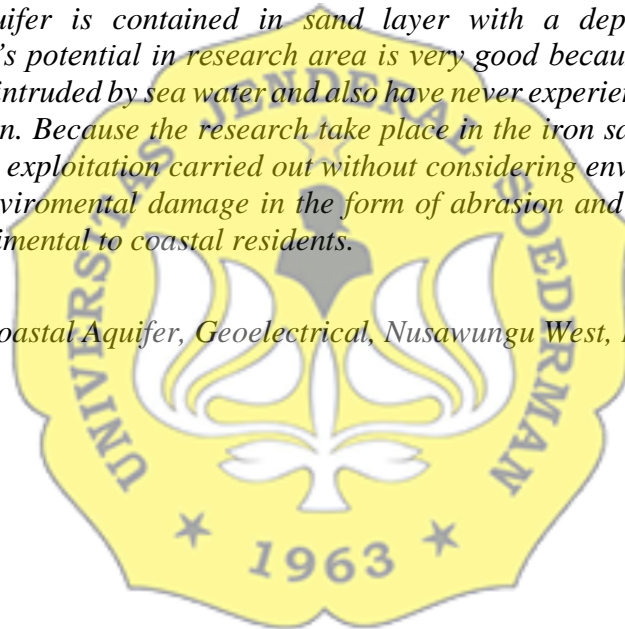 uifer is contained in sand layer with a dep
's potential in research area is very good becau
intruded by sea water and also have never experien
n. Because the research take place in the iron sa
exploitation carried out without considering env
nviromental damage in the form of abrasion and
imental to coastal residents.
oastal Aquifer, Geoelectrical, Nusawungu West,
UNIVERSITAS JENDERAL SOEDIRMAN
1963